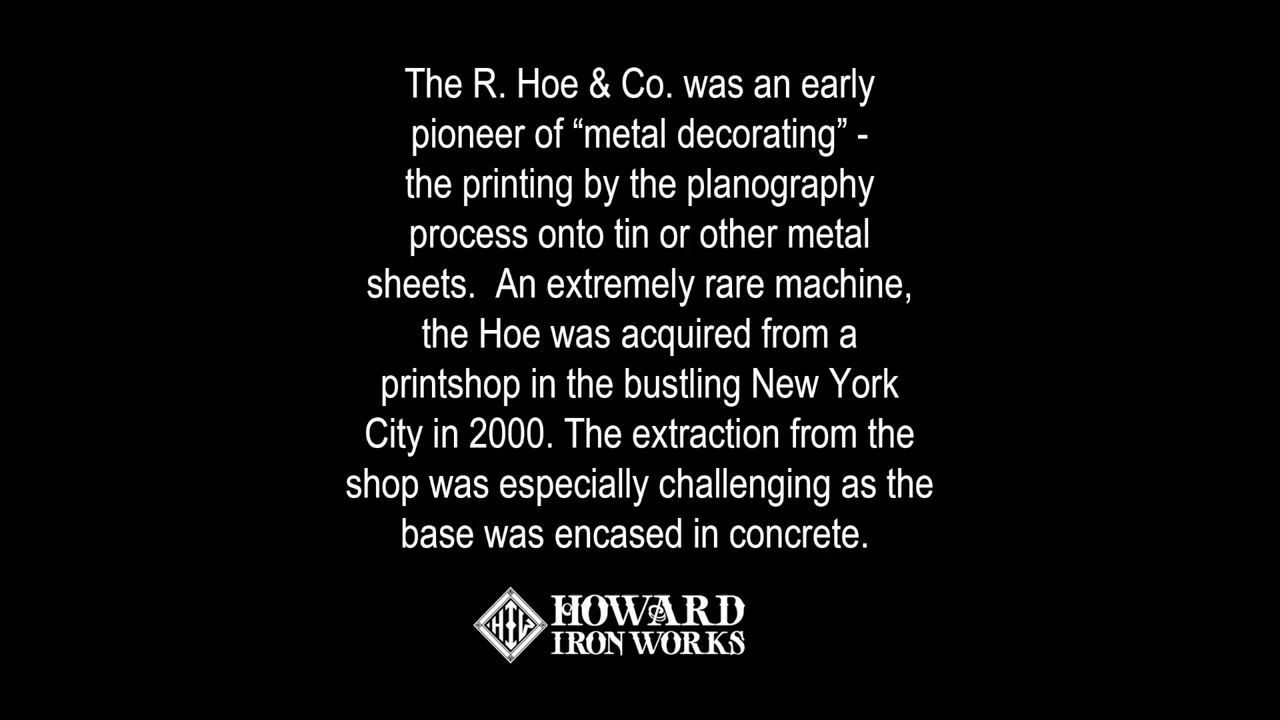 The R. Hoe & Co. was an early
pioneer of “metal decorating” -
the printing by the planography
process onto tin or other metal
sheets.  An extremely rare machine,
the Hoe was acquired from a
printshop in the bustling New York
City in 2000. The extraction from the
shop was especially challenging as the
base was encased in concrete.
HIW HOWARD
IRON WORKS